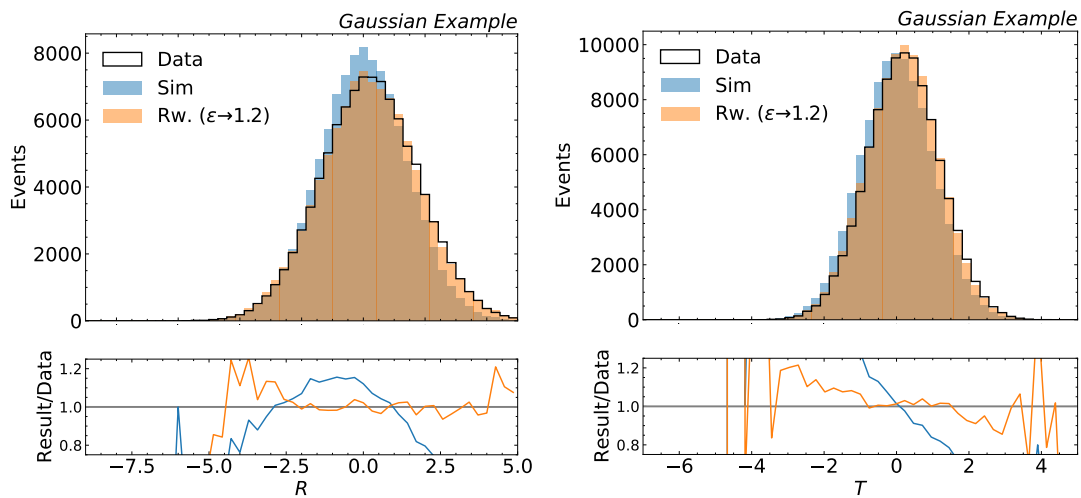 Gaussian Example
8000
6000
4000
2000
0
Events
Data
Sim
Rw. (ε→1.2)
1.2
1.0
0.8
Result/Data
−7.5
−5.0
−2.5
0.0
2.5
5.0
R
Gaussian Example
10000
8000
6000
4000
2000
0
Events
Data
Sim
Rw. (ε→1.2)
1.2
1.0
0.8
Result/Data
−6
−4
−2
0
2
4
T